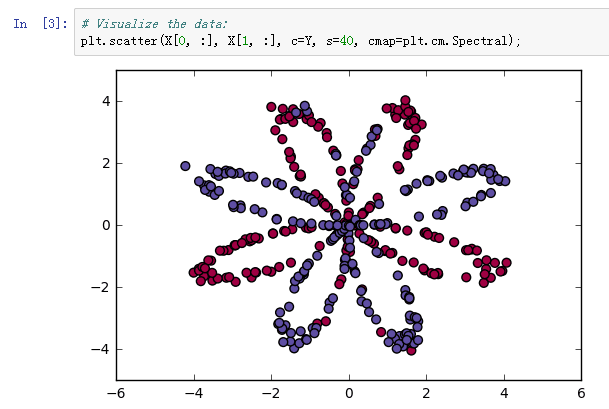 In [3]: # Visualize the data:
plt.scatter(X[0, :], X[1, :], c=Y, s=40, cmap=plt.cm.Spectral);
4
2
0
−2
−4
−6 −4 −2 0 2 4 6